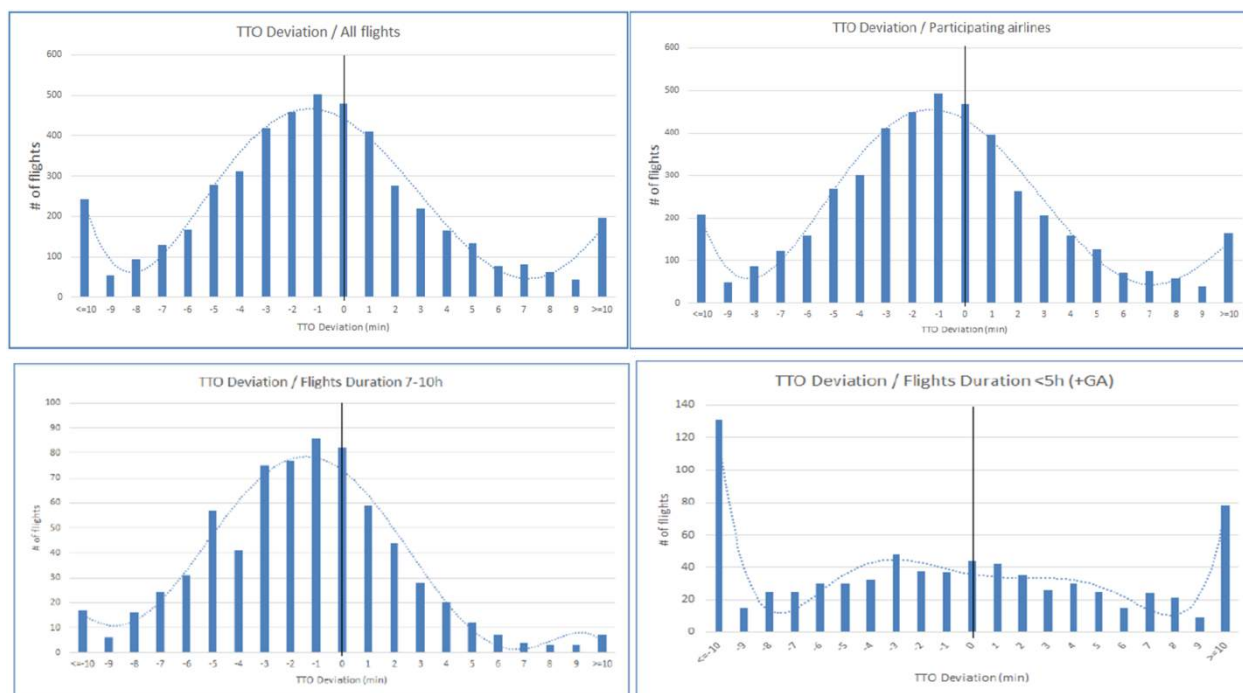 TTO Deviation / All flights
600
500
400
300
200
100
0
# of flights
<=10 -9 -8 -7 -6 -5 -4 -3 -2 -1 0 1 2 3 4 5 6 7 8 9 >=10
TTO Deviation (min)
TTO Deviation / Participating airlines
600
500
400
300
200
100
0
# of flights
<=10 -9 -8 -7 -6 -5 -4 -3 -2 -1 0 1 2 3 4 5 6 7 8 9 >=10
TTO Deviation (min)
TTO Deviation / Flights Duration 7-10h
100
90
80
70
60
50
40
30
20
10
0
# of flights
<=-10 -9 -8 -7 -6 -5 -4 -3 -2 -1 0 1 2 3 4 5 6 7 8 9 >=10
TTO Deviation (min)
TTO Deviation / Flights Duration <5h (+GA)
140
120
100
80
60
40
20
0
# of flights
<=-10 -9 -8 -7 -6 -5 -4 -3 -2 -1 0 1 2 3 4 5 6 7 8 9 >=10
TTO Deviation (min)